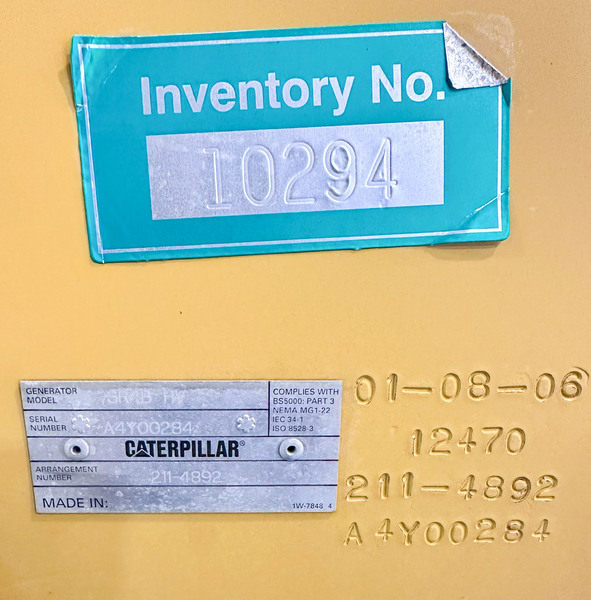 Inventory No.
10294
GENERATOR
MODEL
SR4B HV
SERIAL
NUMBER
A4Y00284
COMPLIES WITH
BS5000: PART 3
NEMA MG1-22
IEC 34-1
ISO 8528-3
CATERPILLAR®
ARRANGEMENT
NUMBER
211-4892
MADE IN:
1W-7848 4
01-08-06
12470
211-4892
A4Y00284